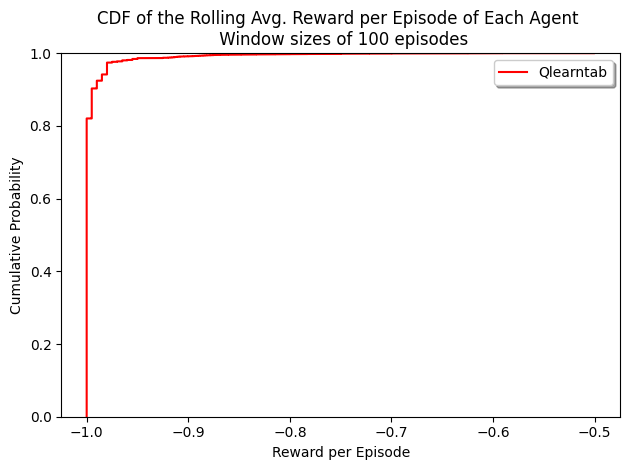 CDF of the Rolling Avg. Reward per Episode of Each Agent
Window sizes of 100 episodes
Qlearntab
1.0
0.8
0.6
0.4
0.2
0.0
Cumulative Probability
−1.0 −0.9 −0.8 −0.7 −0.6 −0.5
Reward per Episode